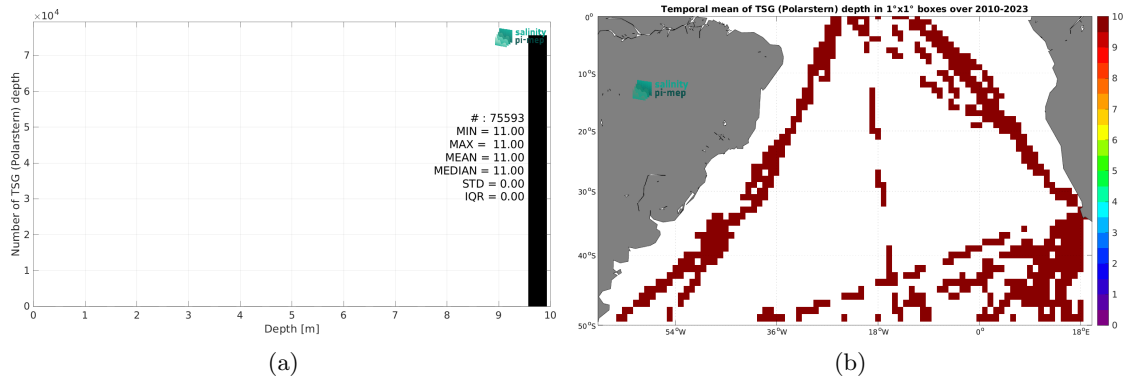 ×10⁴
7
6
5
4
3
2
1
0
Number of TSG (Polarstern) depth
salinity
pi-mep
# : 75593
MIN = 11.00
MAX = 11.00
MEAN = 11.00
MEDIAN = 11.00
STD = 0.00
IQR = 0.00
0 1 2 3 4 5 6 7 8 9 10
Depth [m]
(a)
Temporal mean of TSG (Polarstern) depth in 1°x1° boxes over 2010-2023
0°
10°S
20°S
30°S
40°S
50°S
salinity
pi-mep
54°W 36°W 18°W 0° 18°E
10
9
8
7
6
5
4
3
2
1
0
(b)